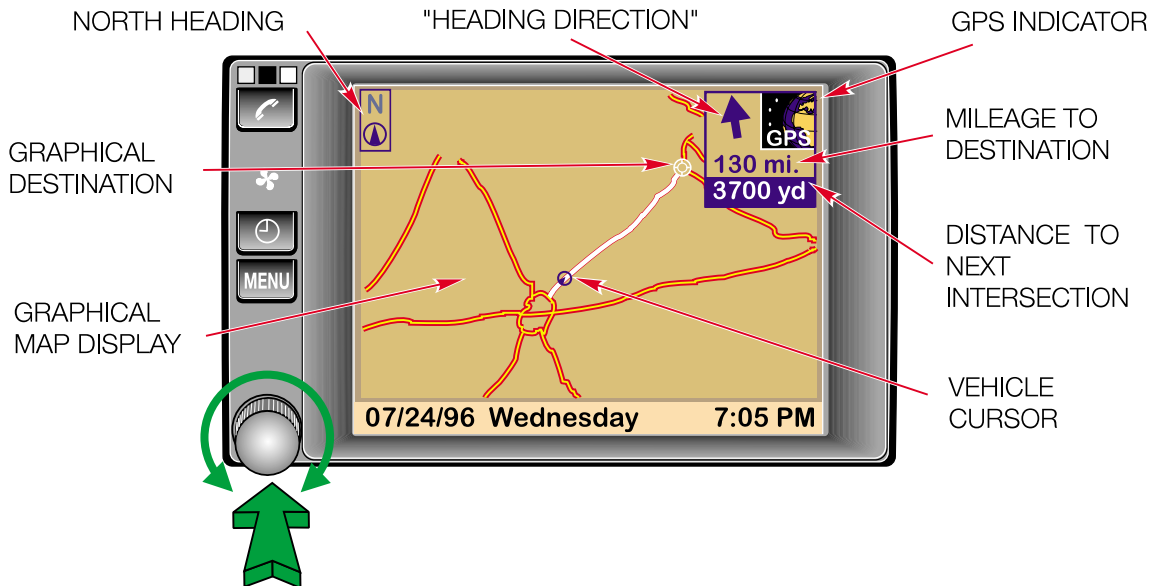 NORTH HEADING
"HEADING DIRECTION"
GPS INDICATOR
GRAPHICAL
DESTINATION
GRAPHICAL
MAP DISPLAY
MENU
N
GPS
130 mi.
3700 yd
07/24/96 Wednesday 7:05 PM
MILEAGE TO
DESTINATION
DISTANCE TO
NEXT
INTERSECTION
VEHICLE
CURSOR